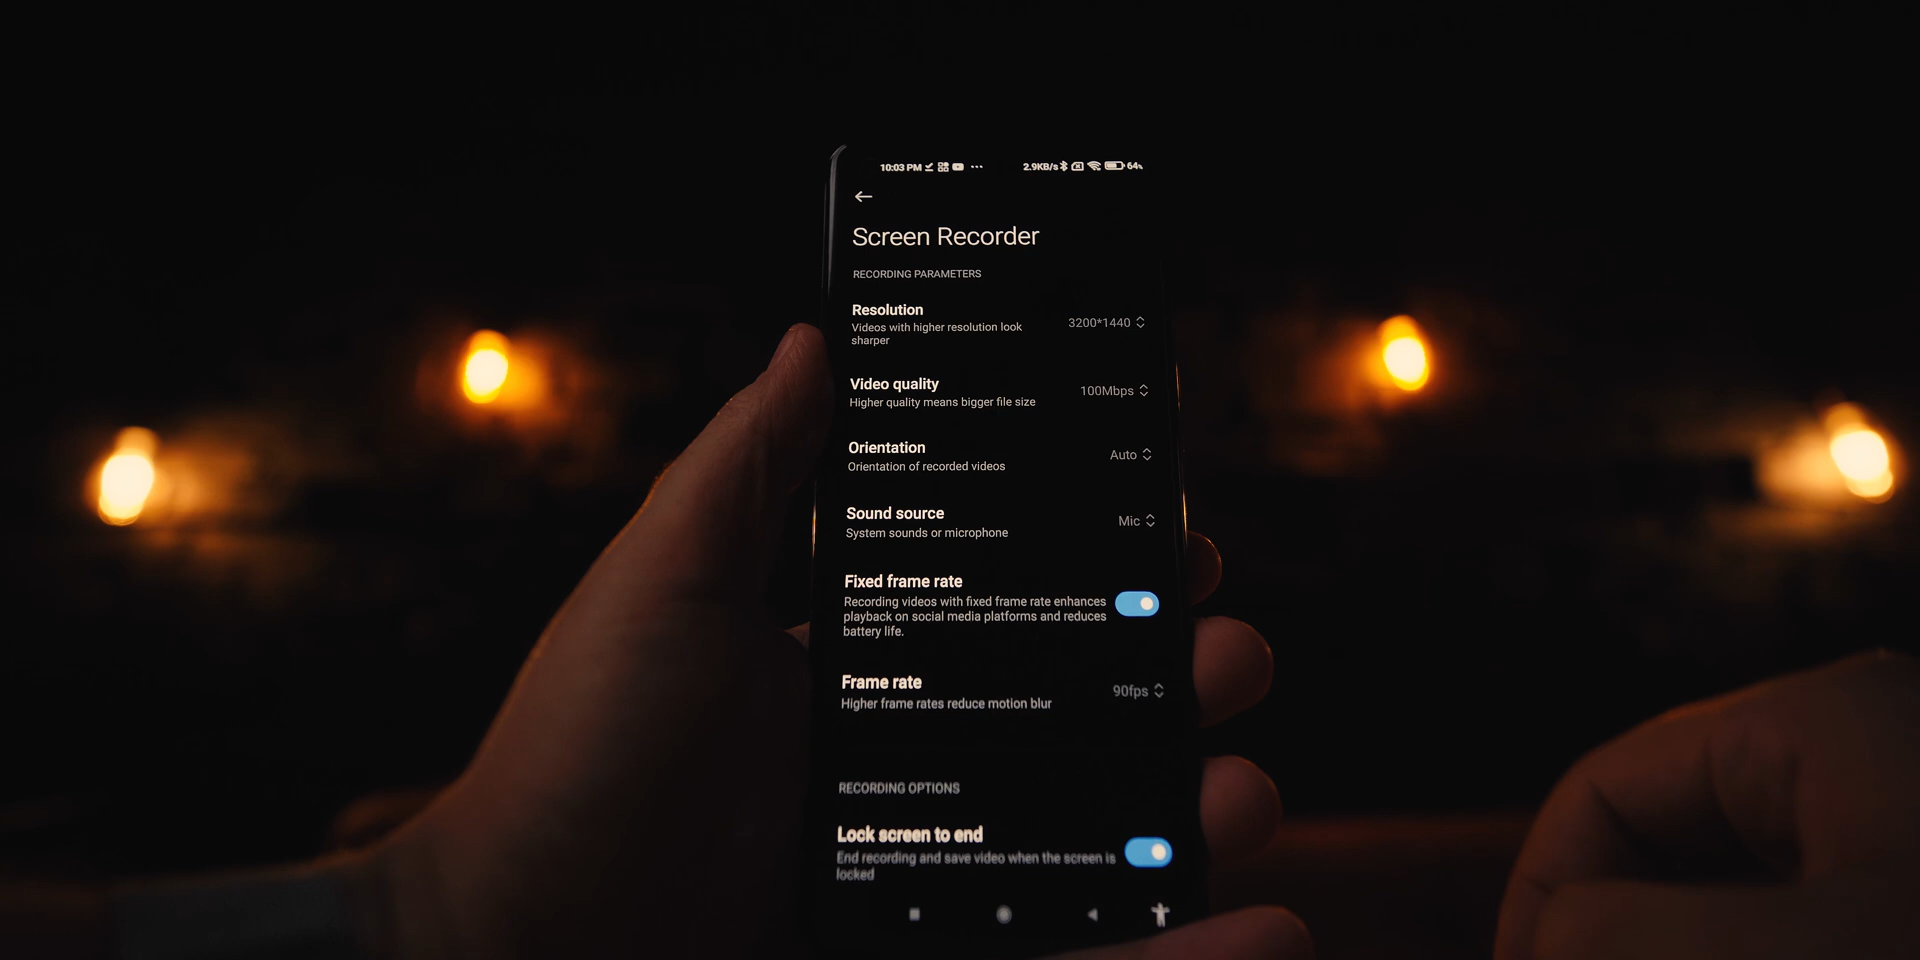 10:03 PM 2.9KB/s 64%
Screen Recorder
RECORDING PARAMETERS
Resolution
Videos with higher resolution look
sharper
3200*1440
Video quality
Higher quality means bigger file size
100Mbps
Orientation
Orientation of recorded videos
Auto
Sound source
System sounds or microphone
Mic
Fixed frame rate
Recording videos with fixed frame rate enhances
playback on social media platforms and reduces
battery life.
Frame rate
Higher frame rates reduce motion blur
90fps
RECORDING OPTIONS
Lock screen to end
End recording and save video when the screen is
locked